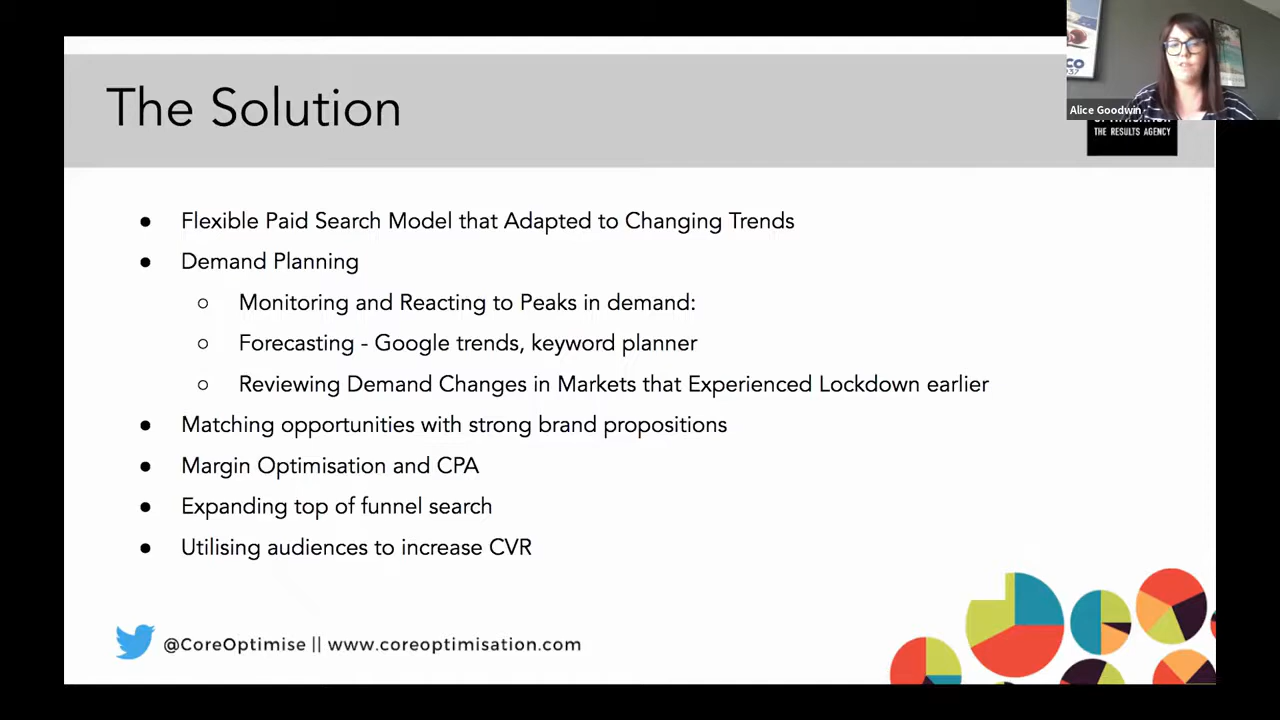 The Solution
CO
1937
Alice Goodwin
THE RESULTS AGENCY
● Flexible Paid Search Model that Adapted to Changing Trends
● Demand Planning
○ Monitoring and Reacting to Peaks in demand:
○ Forecasting - Google trends, keyword planner
○ Reviewing Demand Changes in Markets that Experienced Lockdown earlier
● Matching opportunities with strong brand propositions
● Margin Optimisation and CPA
● Expanding top of funnel search
● Utilising audiences to increase CVR
@CoreOptimise || www.coreoptimisation.com